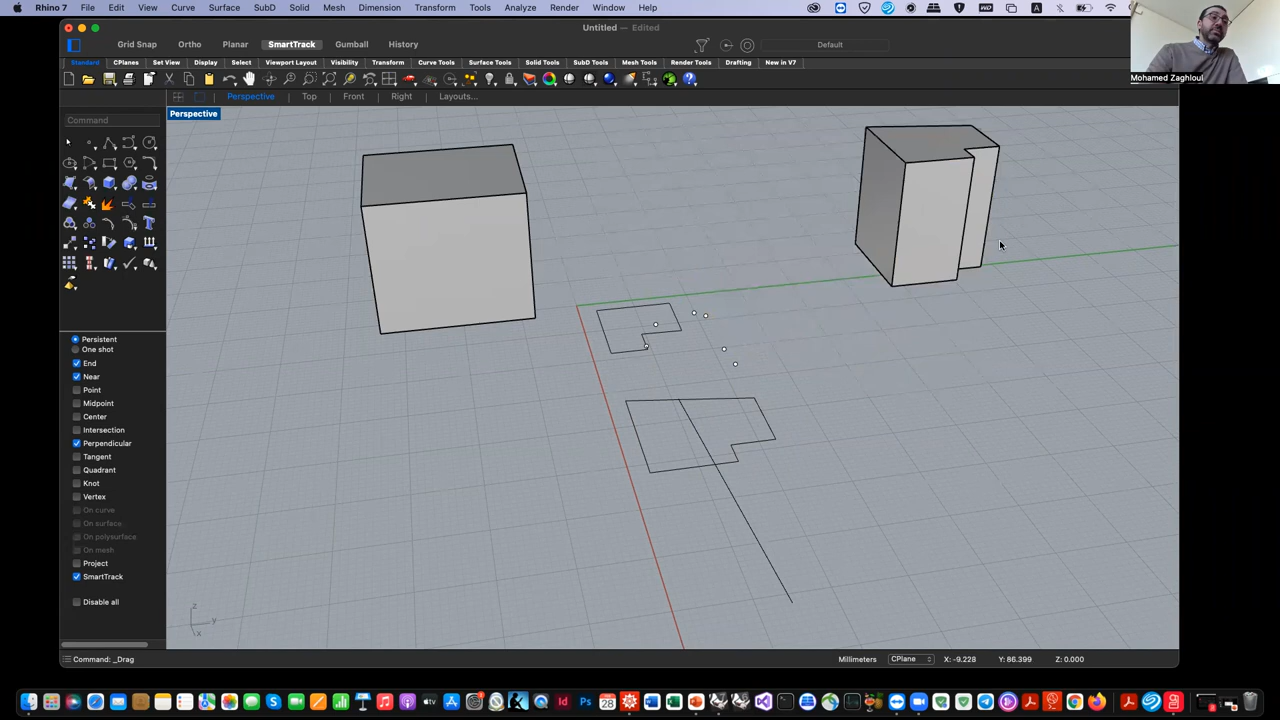 Rhino 7 File Edit View Curve Surface SubD Solid Mesh Dimension Transform Tools Analyze Render Window Help
Untitled — Edited
Grid Snap Ortho Planar SmartTrack Gumball History Default
Standard CPlanes Set View Display Select Viewport Layout Visibility Transform Curve Tools Surface Tools Solid Tools SubD Tools Mesh Tools Render Tools Drafting New in V7
Mohamed Zaghloul
Perspective Top Front Right Layouts...
Perspective
Command
Persistent
One shot
End
Near
Point
Midpoint
Center
Intersection
Perpendicular
Tangent
Quadrant
Knot
Vertex
On curve
On surface
On polysurface
On mesh
Project
SmartTrack
Disable all
z
y
x
Command: _Drag
Millimeters CPlane X: -9.228 Y: 86.399 Z: 0.000